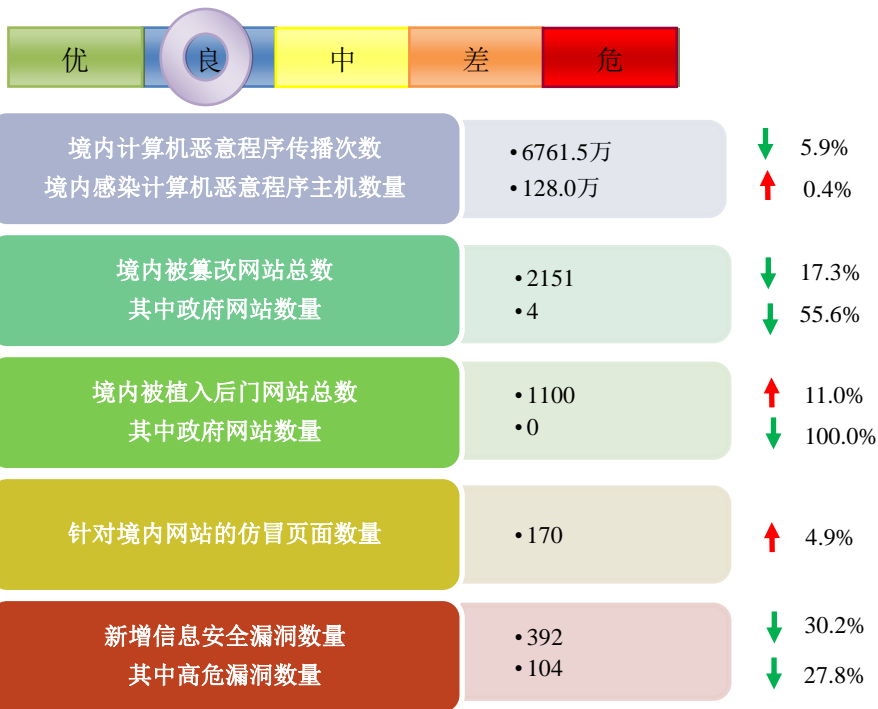 优 良 中 差 危
境内计算机恶意程序传播次数 •6761.5万 5.9%
境内感染计算机恶意程序主机数量 •128.0万 0.4%
境内被篡改网站总数 •2151 17.3%
其中政府网站数量 •4 55.6%
境内被植入后门网站总数 •1100 11.0%
其中政府网站数量 •0 100.0%
针对境内网站的仿冒页面数量 •170 4.9%
新增信息安全漏洞数量 •392 30.2%
其中高危漏洞数量 •104 27.8%